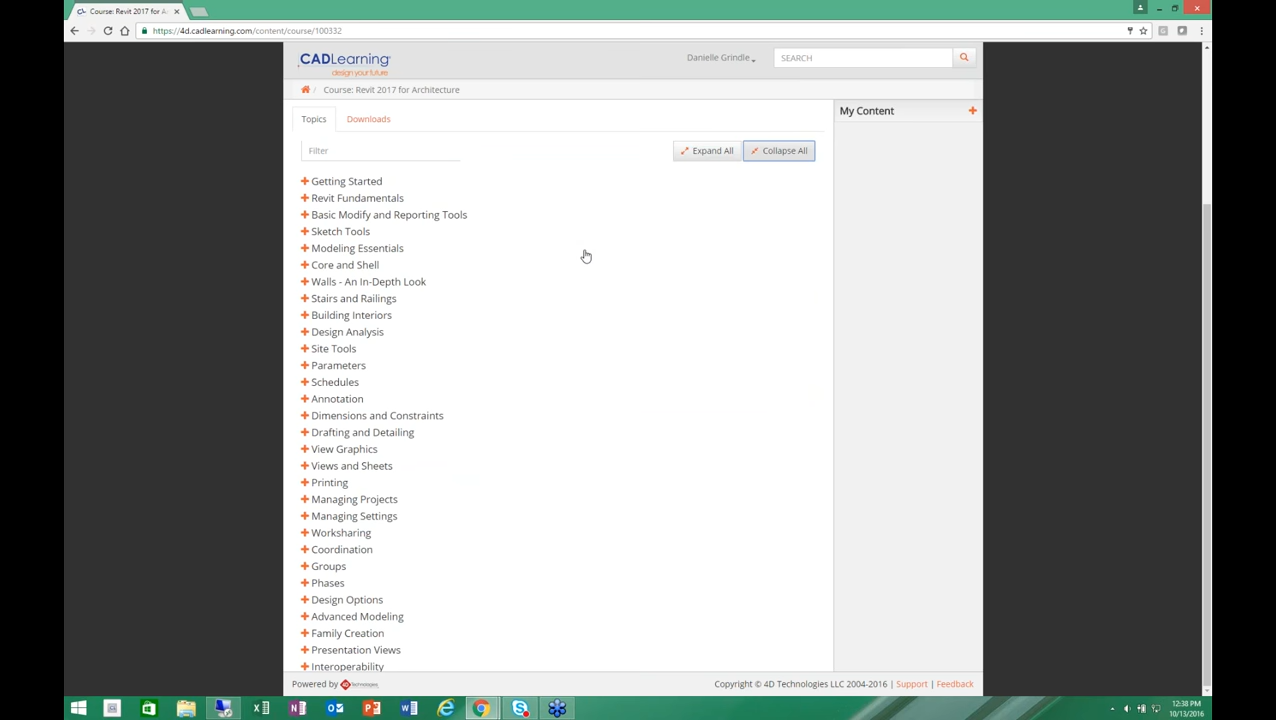 Course: Revit 2017 for Ar
https://4d.cadlearning.com/content/course/100332
CADLearning
design your future
Danielle Grindle
SEARCH
Course: Revit 2017 for Architecture
My Content
Topics
Downloads
Filter
Expand All
Collapse All
Getting Started
Revit Fundamentals
Basic Modify and Reporting Tools
Sketch Tools
Modeling Essentials
Core and Shell
Walls - An In-Depth Look
Stairs and Railings
Building Interiors
Design Analysis
Site Tools
Parameters
Schedules
Annotation
Dimensions and Constraints
Drafting and Detailing
View Graphics
Views and Sheets
Printing
Managing Projects
Managing Settings
Worksharing
Coordination
Groups
Phases
Design Options
Advanced Modeling
Family Creation
Presentation Views
Interoperability
Powered by 4D Technologies
Copyright © 4D Technologies LLC 2004-2016 | Support | Feedback
12:38 PM
10/13/2016